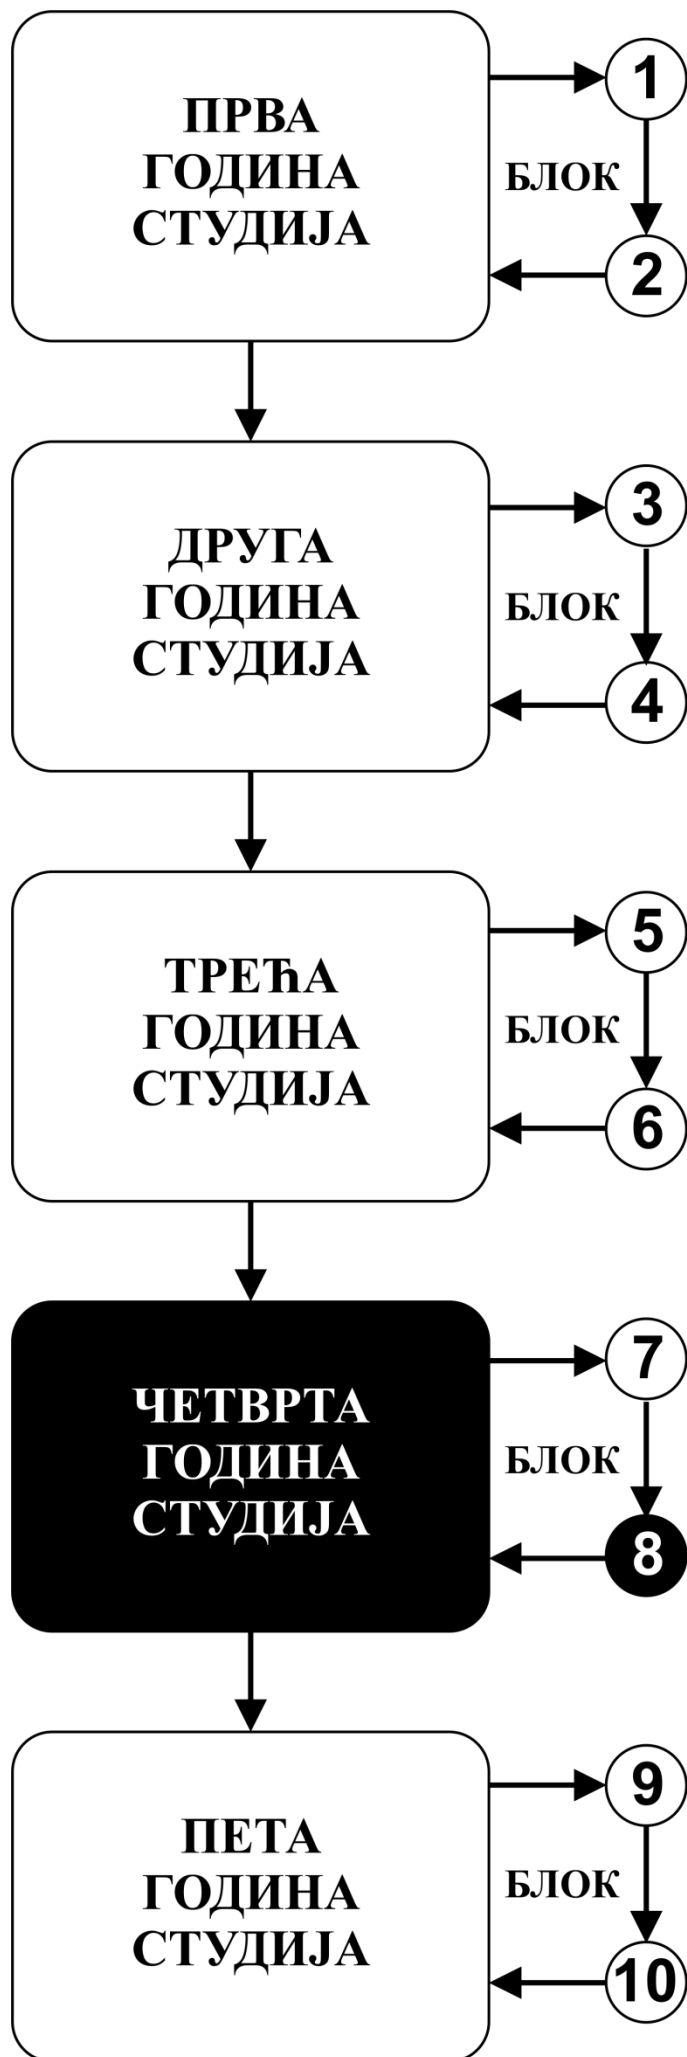 ПРВА
ГОДИНА
СТУДИЈА
1
БЛОК
2
ДРУГА
ГОДИНА
СТУДИЈА
3
БЛОК
4
ТРЕЋА
ГОДИНА
СТУДИЈА
5
БЛОК
6
ЧЕТВРТА
ГОДИНА
СТУДИЈА
7
БЛОК
8
ПЕТА
ГОДИНА
СТУДИЈА
9
БЛОК
10